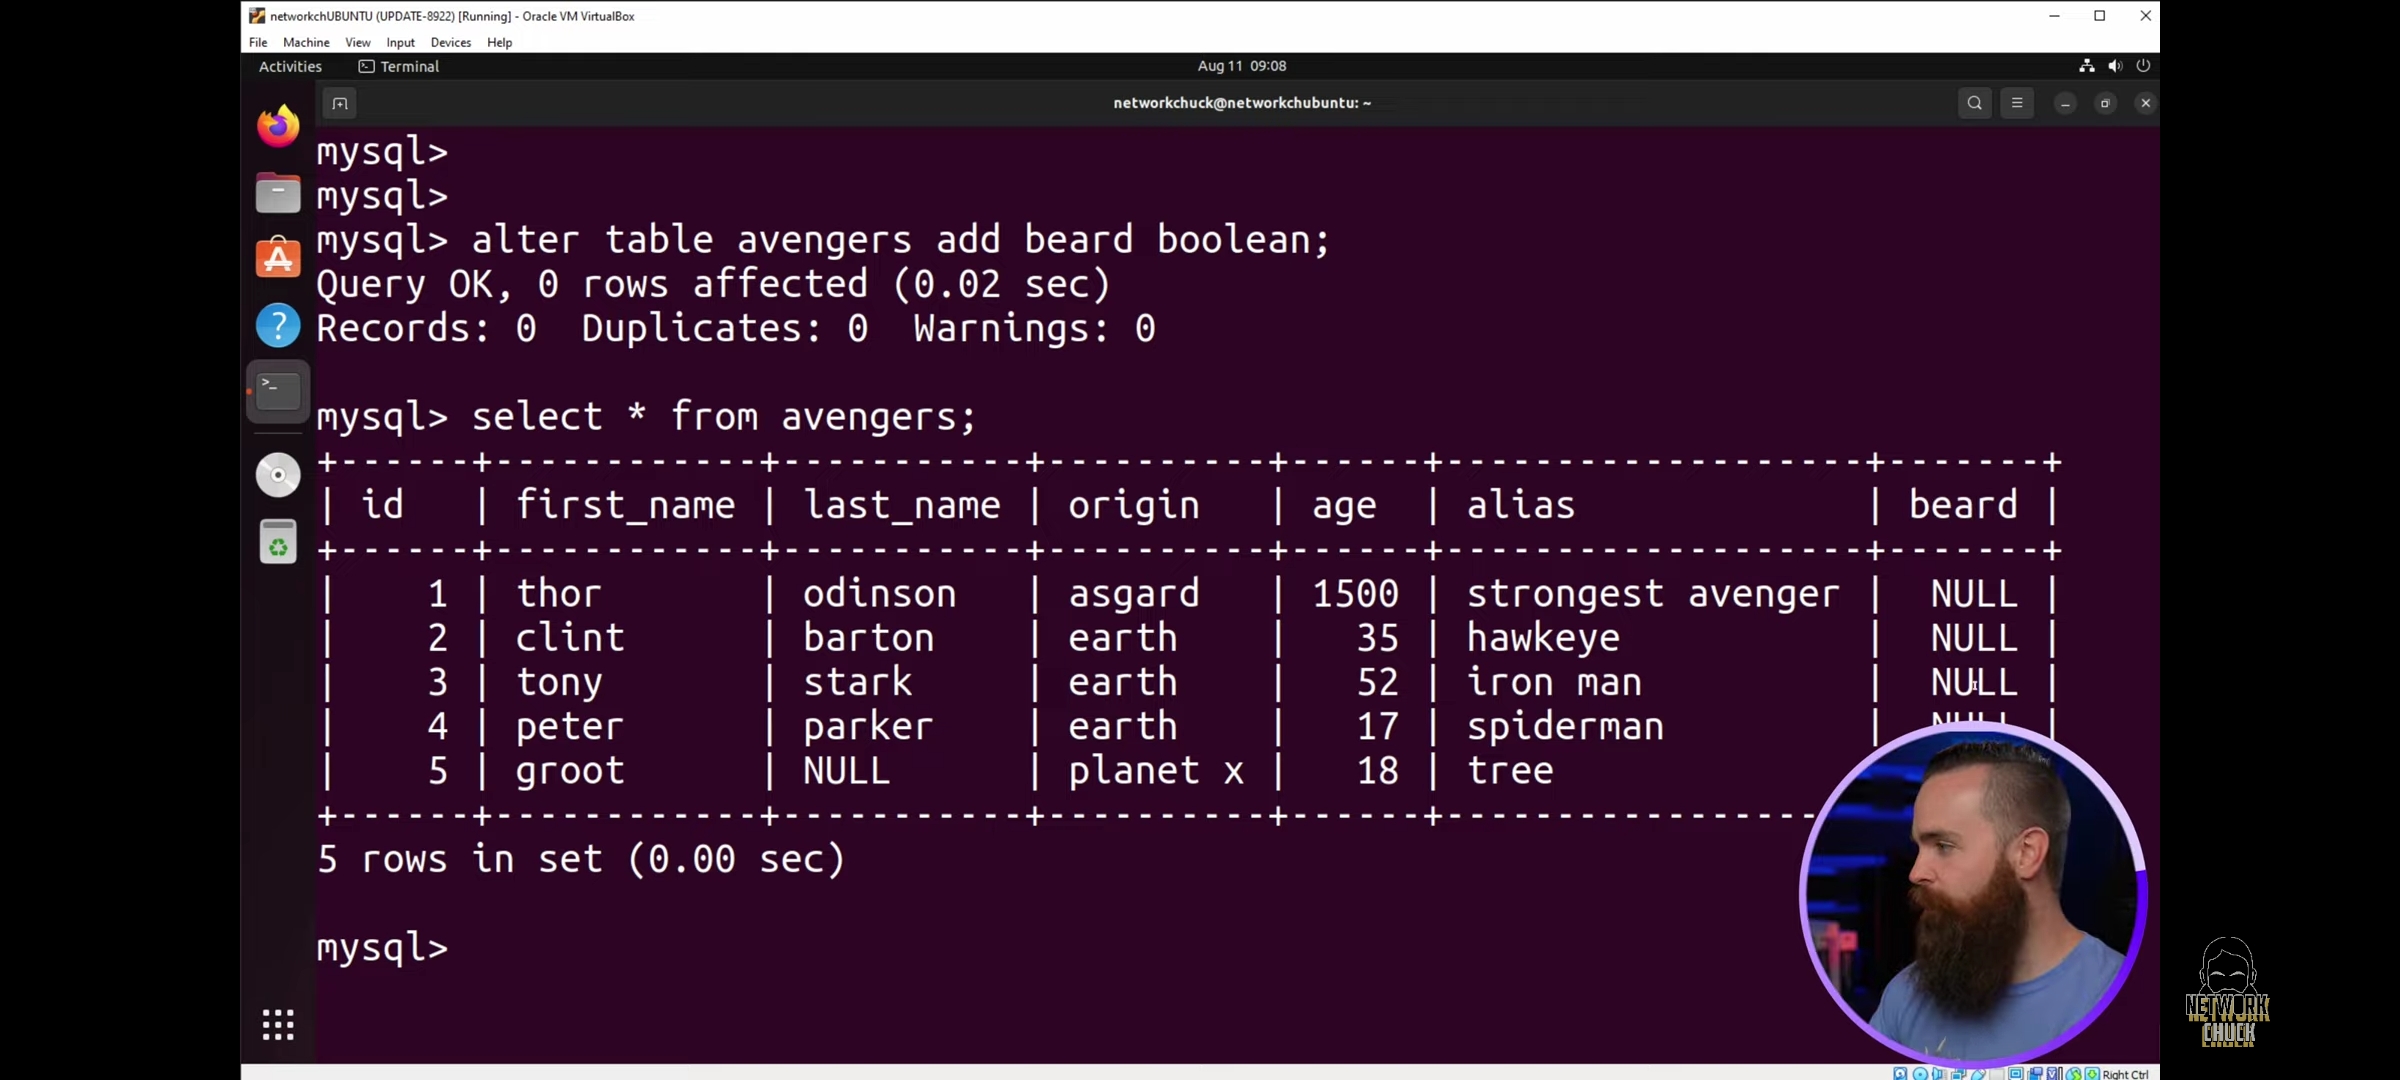 networkchUBUNTU (UPDATE-8922) [Running] - Oracle VM VirtualBox
File Machine View Input Devices Help
Activities Terminal Aug 11 09:08
networkchuck@networkchubuntu: ~
mysql>
mysql>
mysql> alter table avengers add beard boolean;
Query OK, 0 rows affected (0.02 sec)
Records: 0 Duplicates: 0 Warnings: 0
mysql> select * from avengers;
+------+------------+-----------+----------+------+------------------+-------+
| id | first_name | last_name | origin | age | alias | beard |
+------+------------+-----------+----------+------+------------------+-------+
| 1 | thor | odinson | asgard | 1500 | strongest avenger | NULL |
| 2 | clint | barton | earth | 35 | hawkeye | NULL |
| 3 | tony | stark | earth | 52 | iron man | NULL |
| 4 | peter | parker | earth | 17 | spiderman | NULL |
| 5 | groot | NULL | planet x | 18 | tree
+------+------------+-----------+----------+------+-----------------
5 rows in set (0.00 sec)
mysql>
NETWORK
CHUCK
Right Ctrl